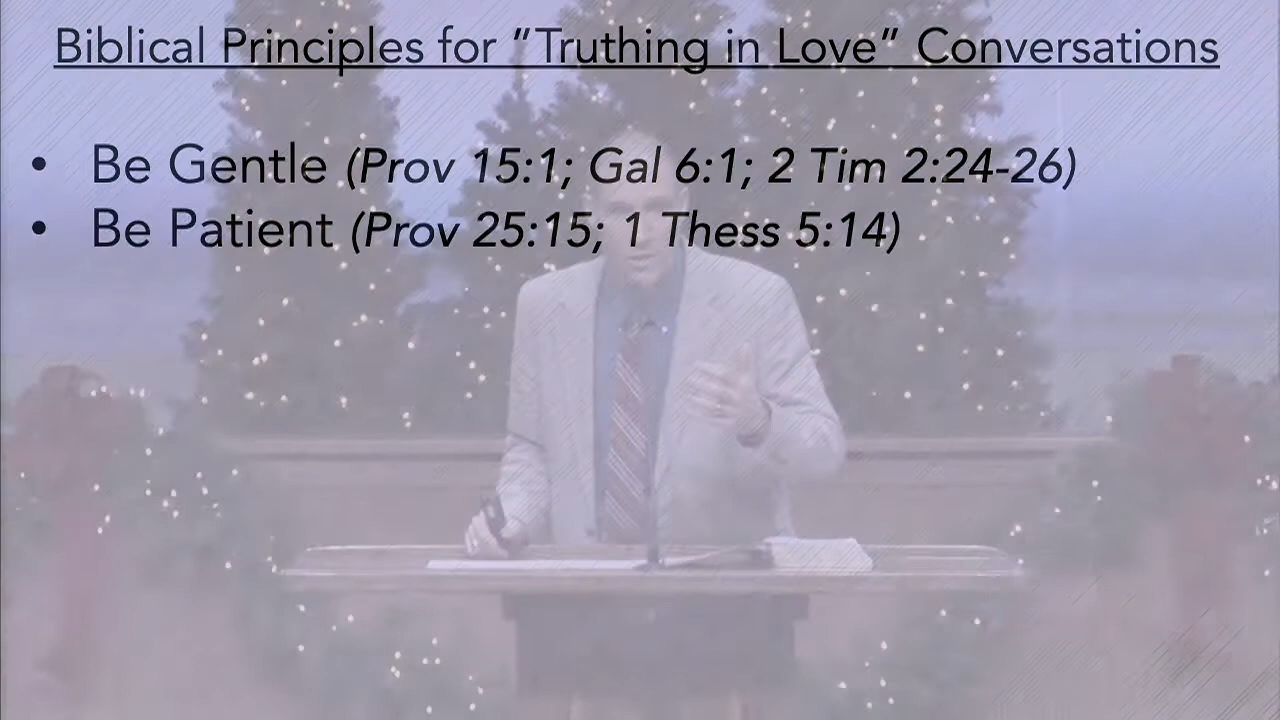 Biblical Principles for "Truthing in Love" Conversations
• Be Gentle (Prov 15:1; Gal 6:1; 2 Tim 2:24-26)
• Be Patient (Prov 25:15; 1 Thess 5:14)